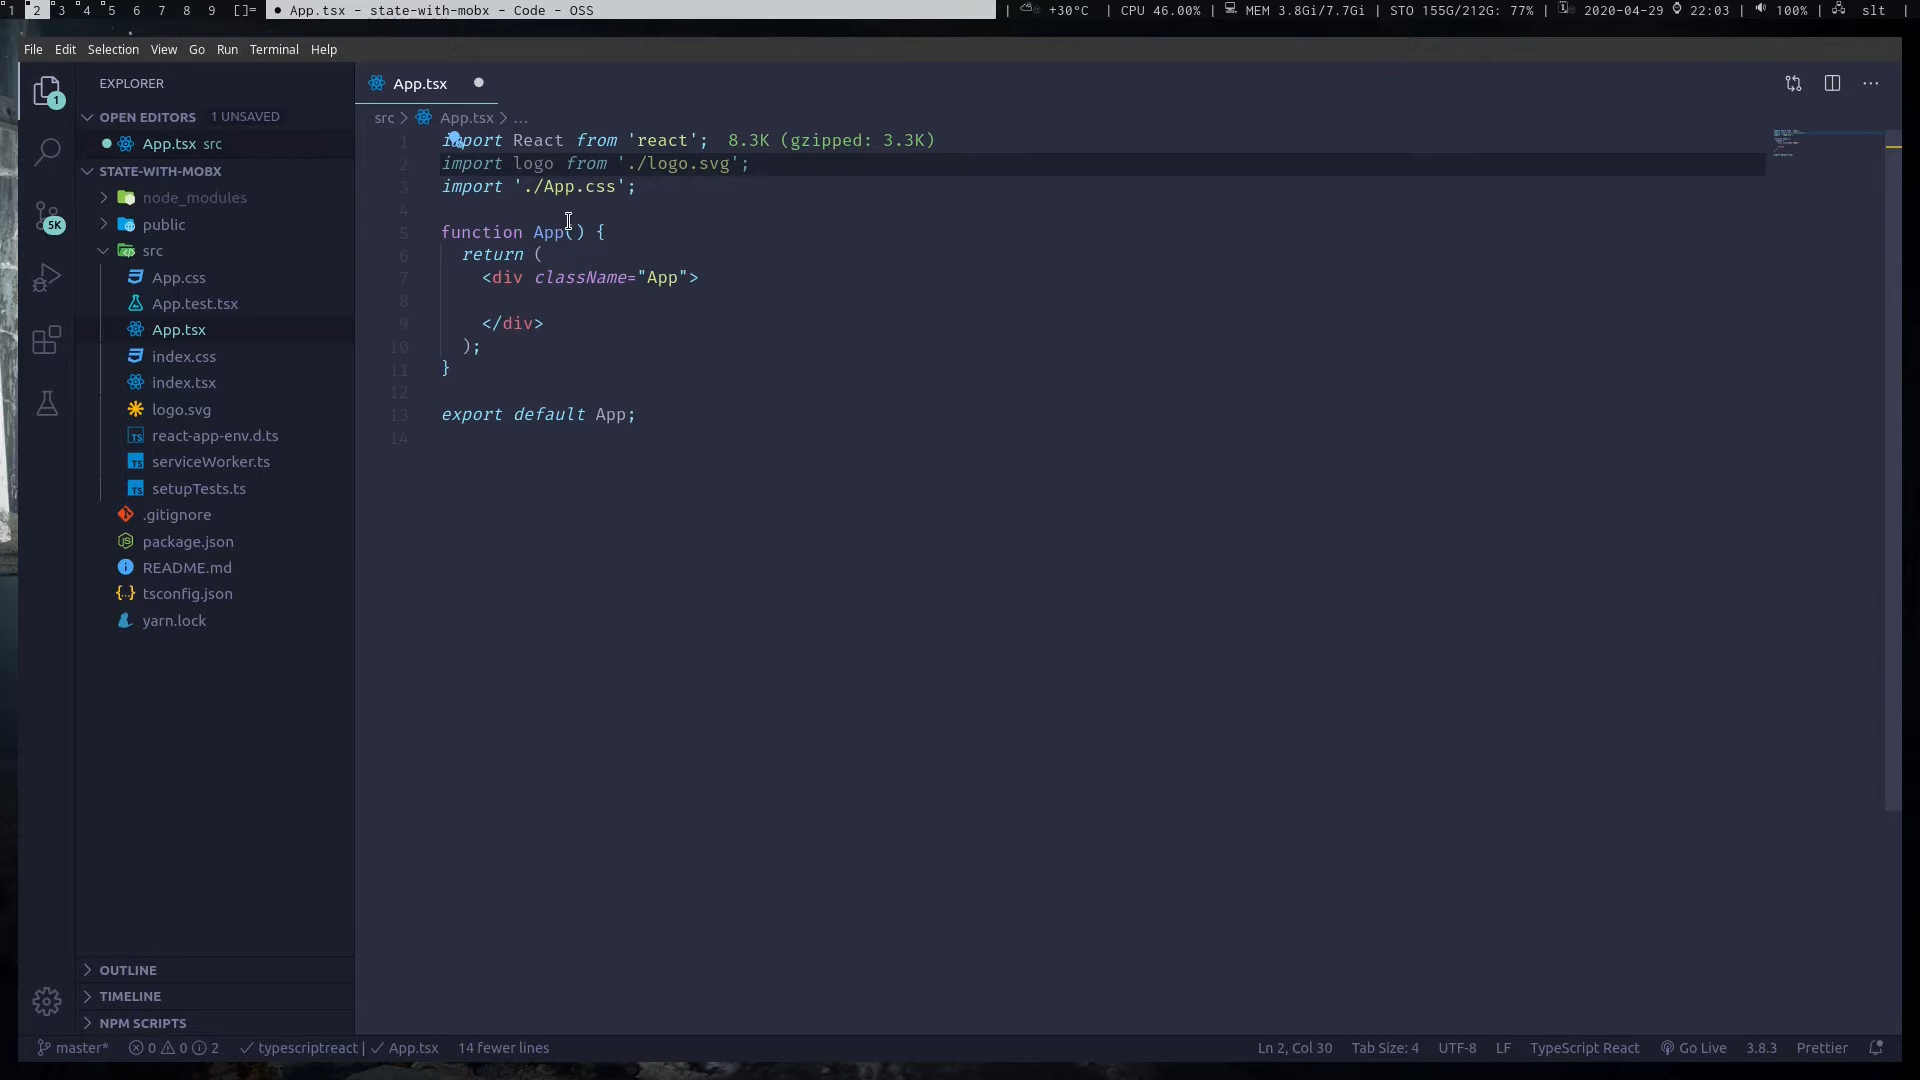 1 2 3 4 5 6 7 8 9 []= • App.tsx - state-with-mobx - Code - OSS | +30°C | CPU 46.00% | MEM 3.8Gi/7.7Gi | STO 155G/212G: 77% | 2020-04-29 22:03 | 100% | slt |
File Edit Selection View Go Run Terminal Help
EXPLORER
OPEN EDITORS 1 UNSAVED
App.tsx src
STATE-WITH-MOBX
node_modules
public
src
App.css
App.test.tsx
App.tsx
index.css
index.tsx
logo.svg
react-app-env.d.ts
serviceWorker.ts
setupTests.ts
.gitignore
package.json
README.md
tsconfig.json
yarn.lock
OUTLINE
TIMELINE
NPM SCRIPTS
1
5K
App.tsx
src > App.tsx > ...
1 import React from 'react'; 8.3K (gzipped: 3.3K)
2 import logo from './logo.svg';
3 import './App.css';
4
5 function App() {
6 return (
7 <div className="App">
8
9 </div>
10 );
11 }
12
13 export default App;
14
master* 0 0 2 typescriptreact | App.tsx 14 fewer lines Ln 2, Col 30 Tab Size: 4 UTF-8 LF TypeScript React Go Live 3.8.3 Prettier